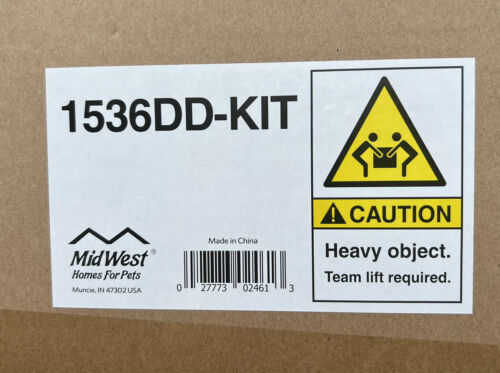 1536DD-KIT
MidWest®
Homes For Pets
Muncie, IN 47302 USA
Made in China
0 27773 02461 3
CAUTION
Heavy object.
Team lift required.